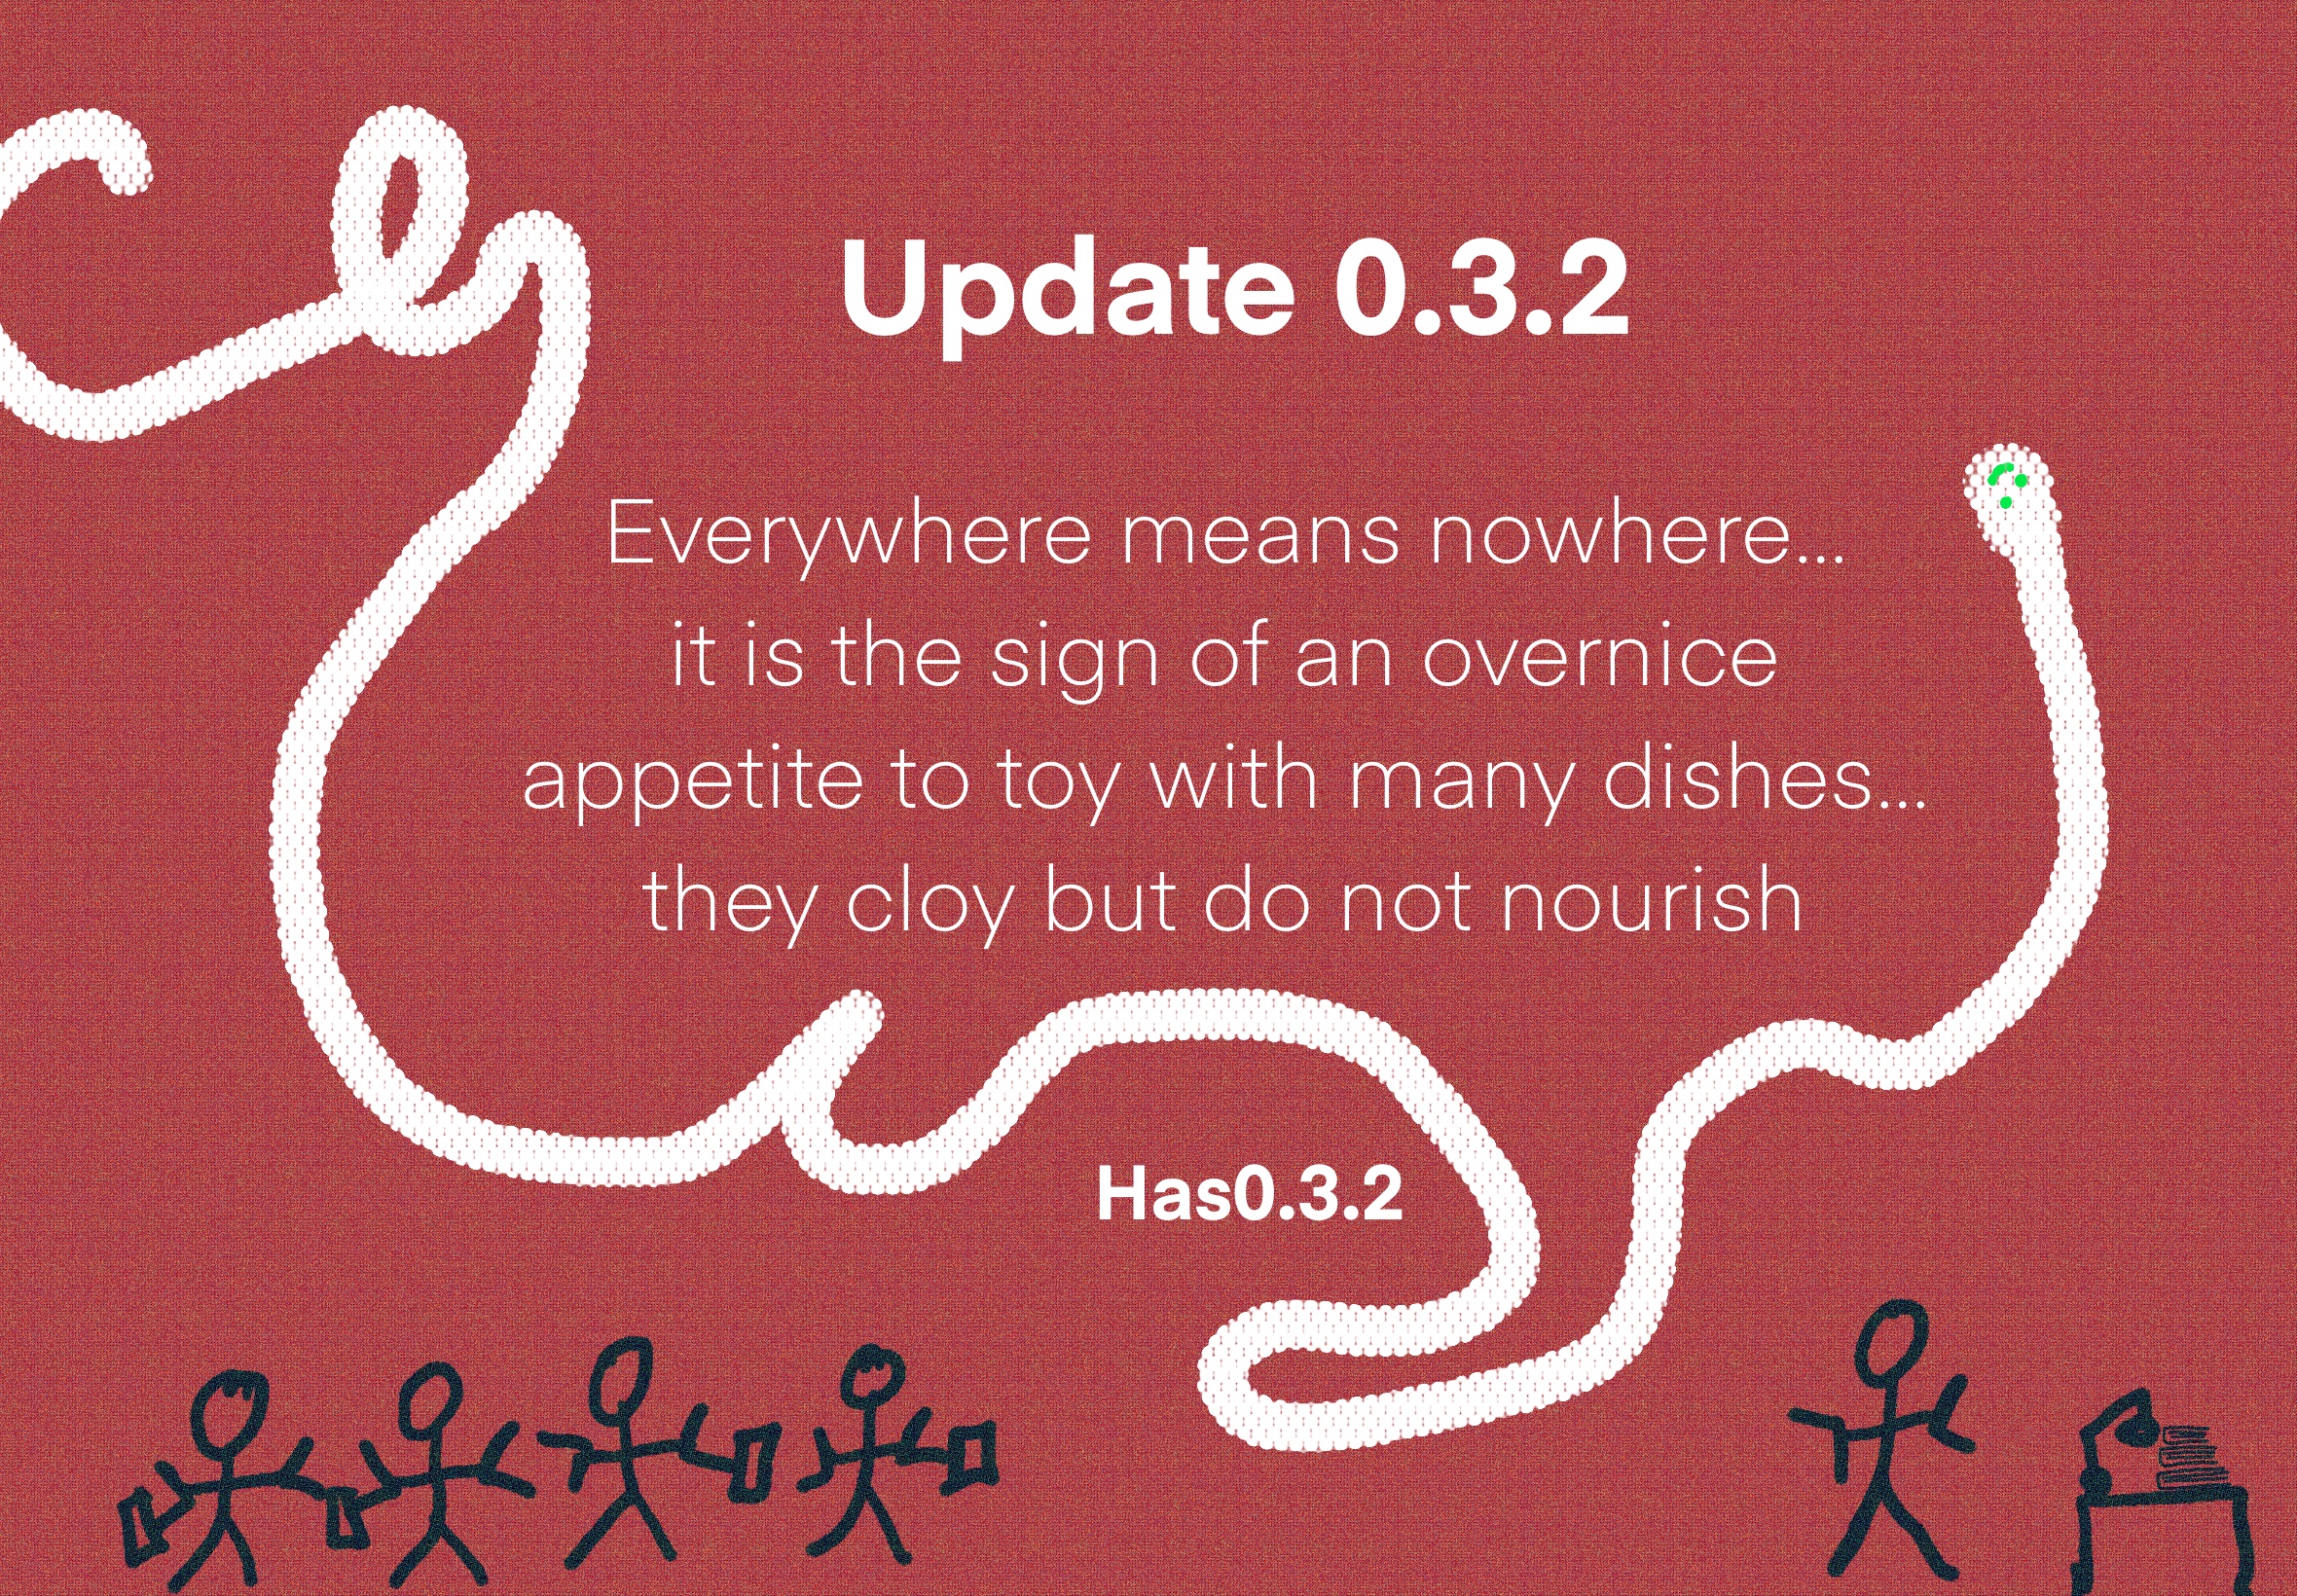 Update 0.3.2
Everywhere means nowhere...
it is the sign of an overnice
appetite to toy with many dishes...
they cloy but do not nourish
Has0.3.2